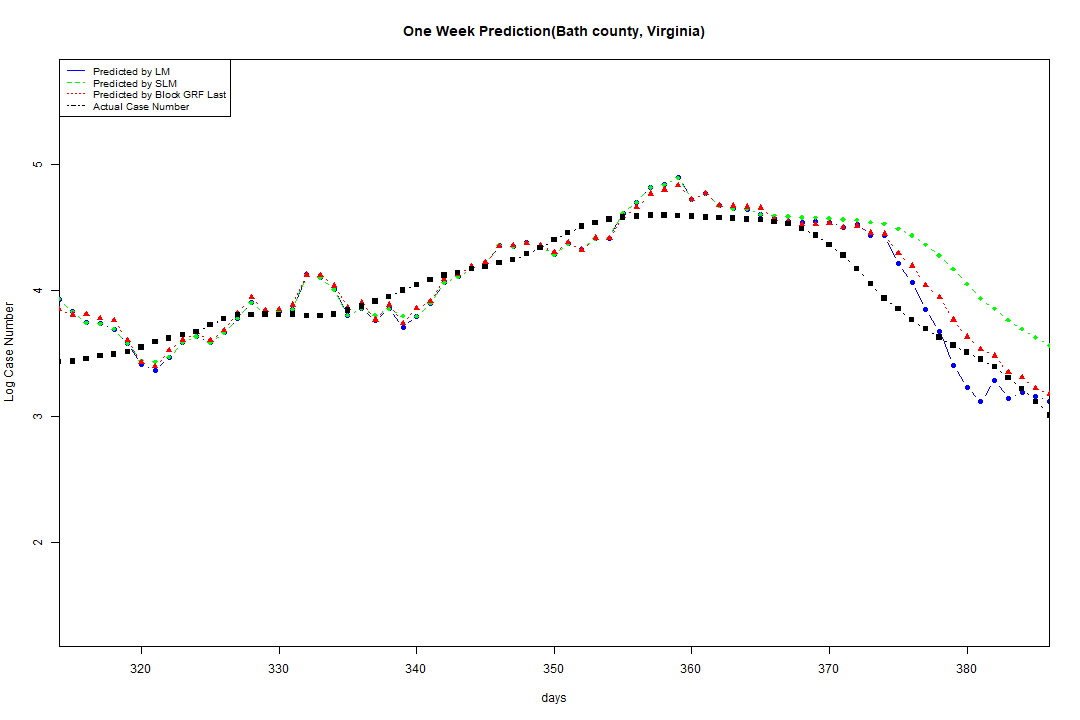 One Week Prediction(Bath county, Virginia)
Predicted by LM
Predicted by SLM
Predicted by Block GRF Last
Actual Case Number
5
4
3
2
Log Case Number
320 330 340 350 360 370 380
days